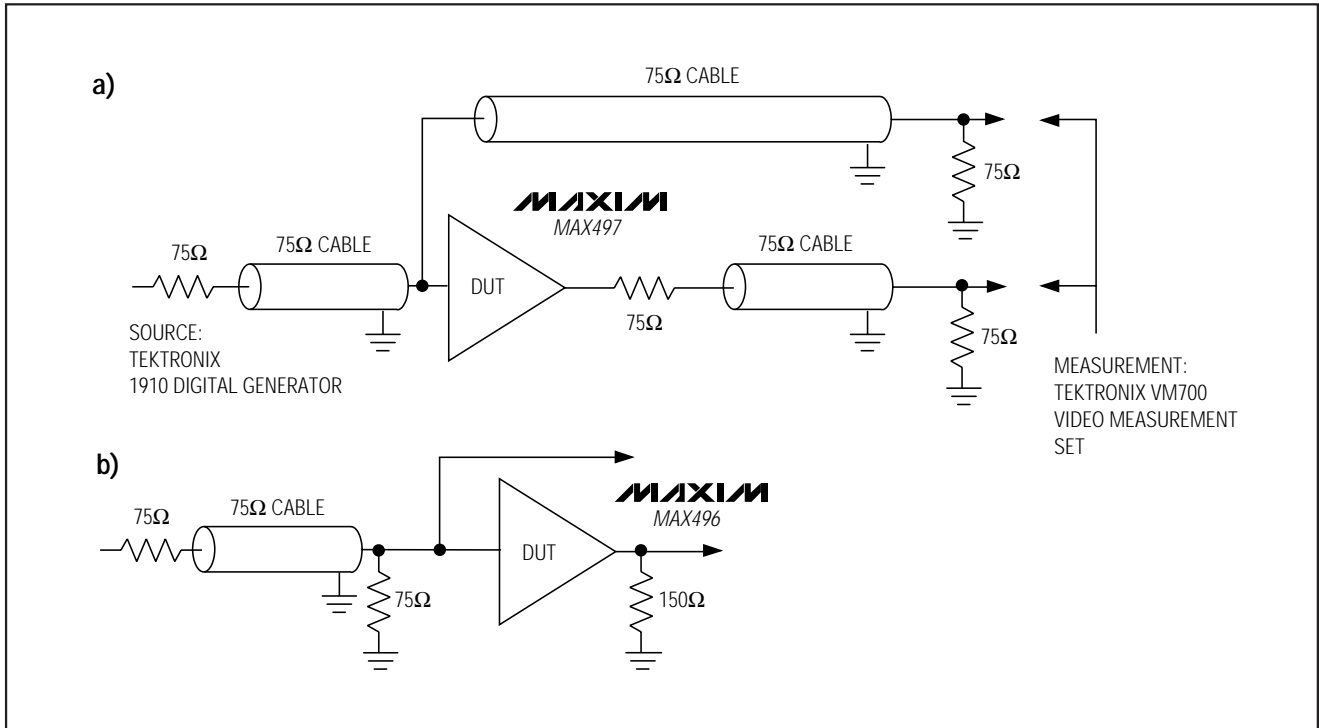 a)
75Ω CABLE
75Ω
MAXIM
MAX497
75Ω
75Ω CABLE
DUT
75Ω
75Ω CABLE
75Ω
SOURCE:
TEKTRONIX
1910 DIGITAL GENERATOR
MEASUREMENT:
TEKTRONIX VM700
VIDEO MEASUREMENT
SET
b)
75Ω
75Ω CABLE
75Ω
DUT
MAXIM
MAX496
150Ω